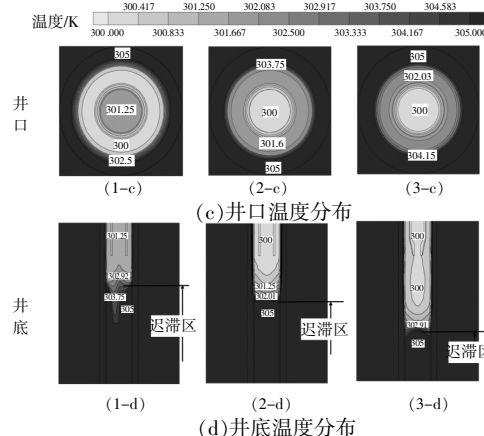 300.417 301.250 302.083 302.917 303.750 304.583
温度/K
300.000 300.833 301.667 302.500 303.333 304.167 305.000
305 303.75 305 302.03
301.25 300 300
300 302.5 301.6 305 304.15
井口
(1-c) (2-c) (3-c)
(c)井口温度分布
301.25 300 300
302.92 303.75 305 301.25 302.01 305 300 302.91 305
井底
迟滞区 迟滞区 迟滞区
(1-d) (2-d) (3-d)
(d)井底温度分布